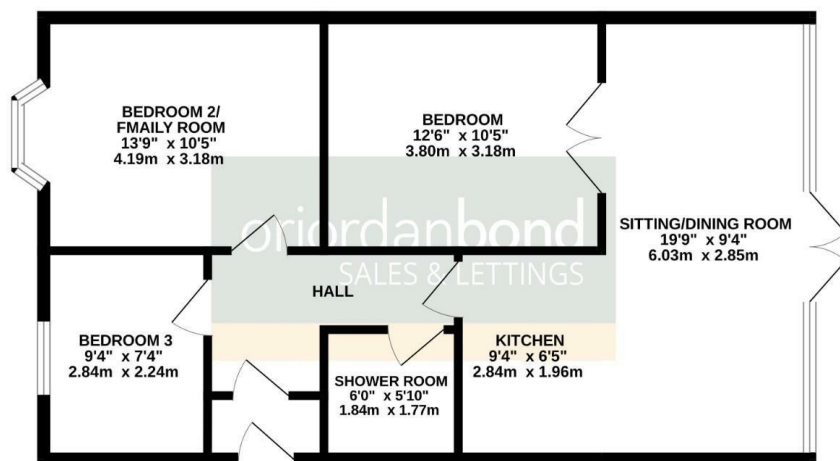 BEDROOM 2/
FMAILY ROOM
13'9" x 10'5"
4.19m x 3.18m
BEDROOM
12'6" x 10'5"
3.80m x 3.18m
SITTING/DINING ROOM
19'9" x 9'4"
6.03m x 2.85m
oriordanbond
SALES & LETTINGS
HALL
BEDROOM 3
9'4" x 7'4"
2.84m x 2.24m
KITCHEN
9'4" x 6'5"
2.84m x 1.96m
SHOWER ROOM
6'0" x 5'10"
1.84m x 1.77m